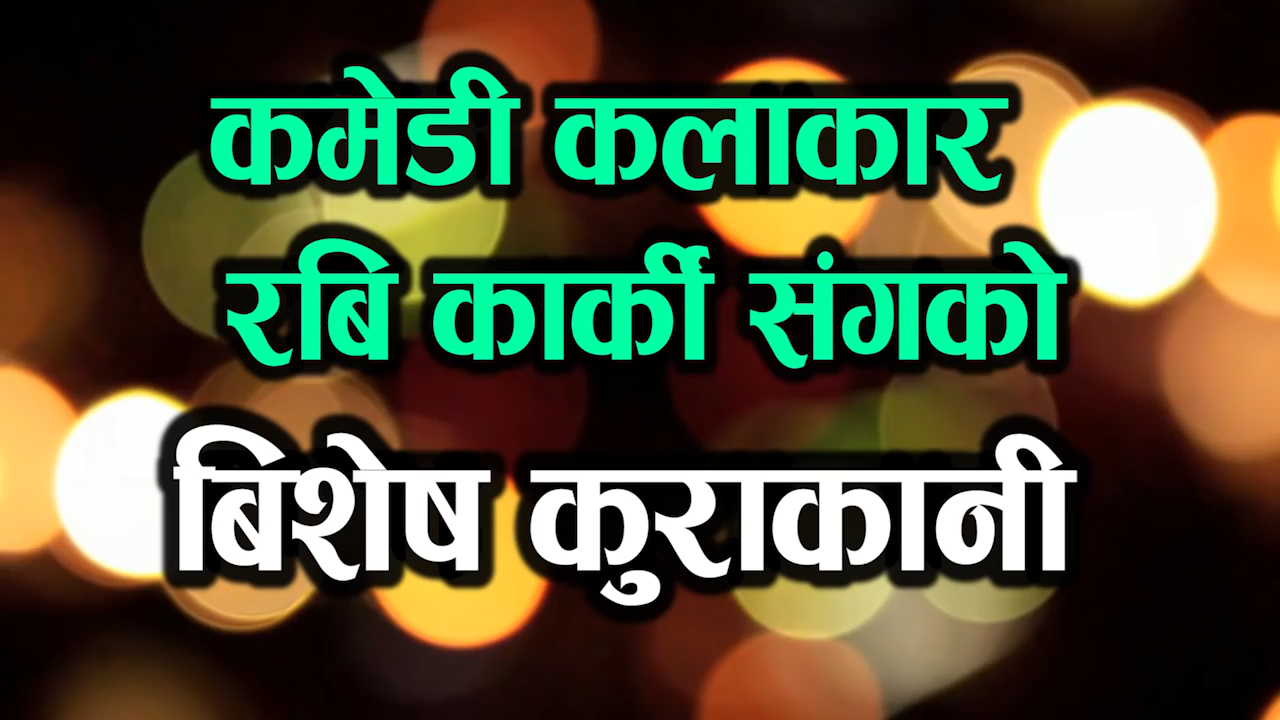 कमेडी कलाकार
रबि कार्की संगको
बिशेष कुराकानी